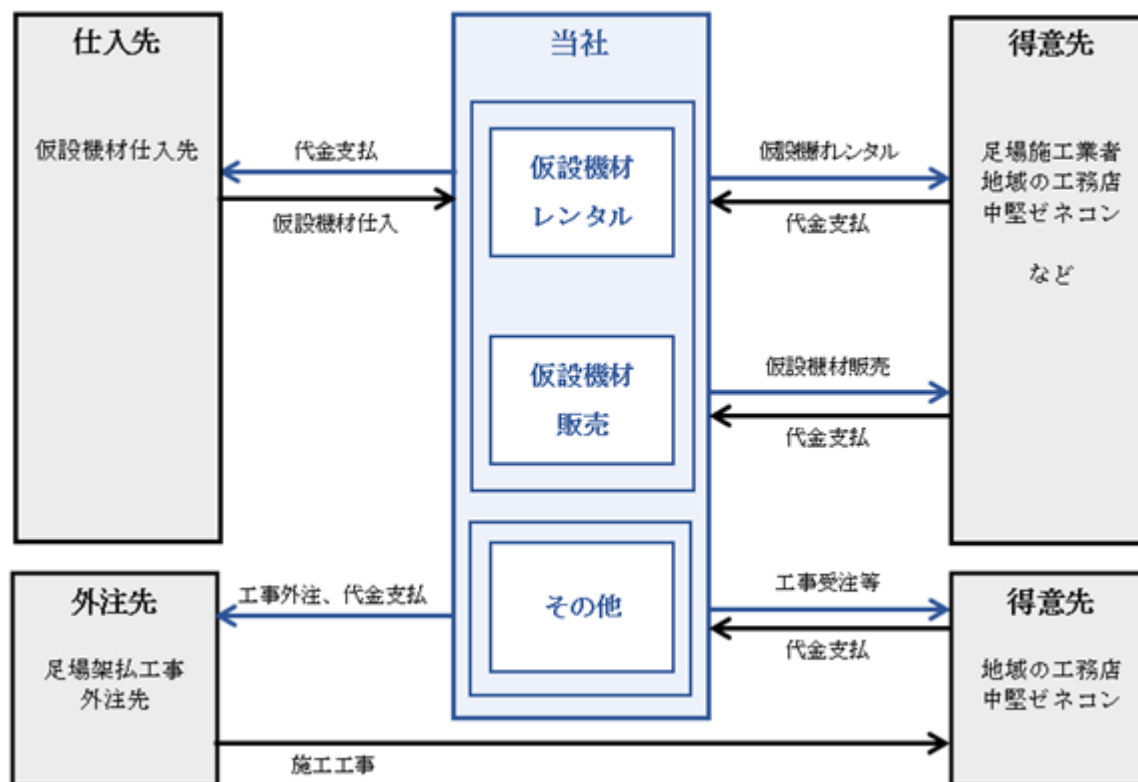 仕入先
仮設機材仕入先
代金支払
仮設機材仕入
当社
仮設機材
レンタル
仮設機材
販売
その他
仮設機材レンタル
代金支払
仮設機材販売
代金支払
得意先
足場施工業者
地域の工務店
中堅ゼネコン
など
外注先
足場架払工事
外注先
工事外注、代金支払
施工工事
工事受注等
代金支払
得意先
地域の工務店
中堅ゼネコン